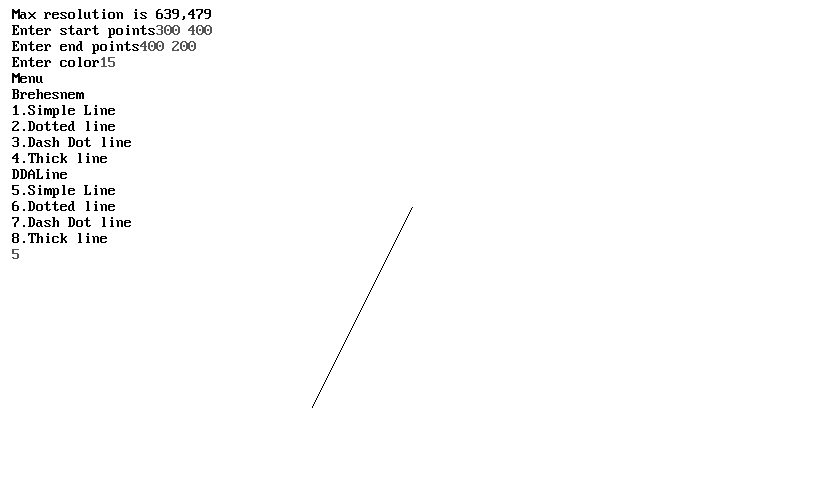 Max resolution is 639,479
Enter start points300 400
Enter end points400 200
Enter color15
Menu
Brehesnem
1.Simple Line
2.Dotted line
3.Dash Dot line
4.Thick line
DDALine
5.Simple Line
6.Dotted line
7.Dash Dot line
8.Thick line
5